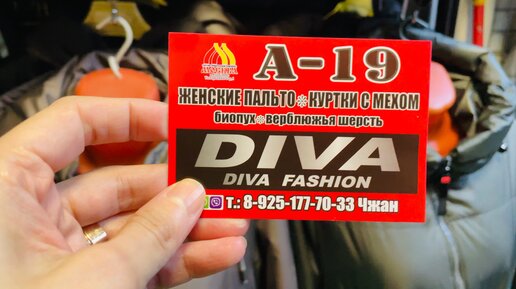 А-19
ЖЕНСКИЕ ПАЛЬТО КУРТКИ С МЕХОМ
биопух верблюжья шерсть
DIVA
DIVA FASHION
т.: 8-925-177-70-33 Чжан